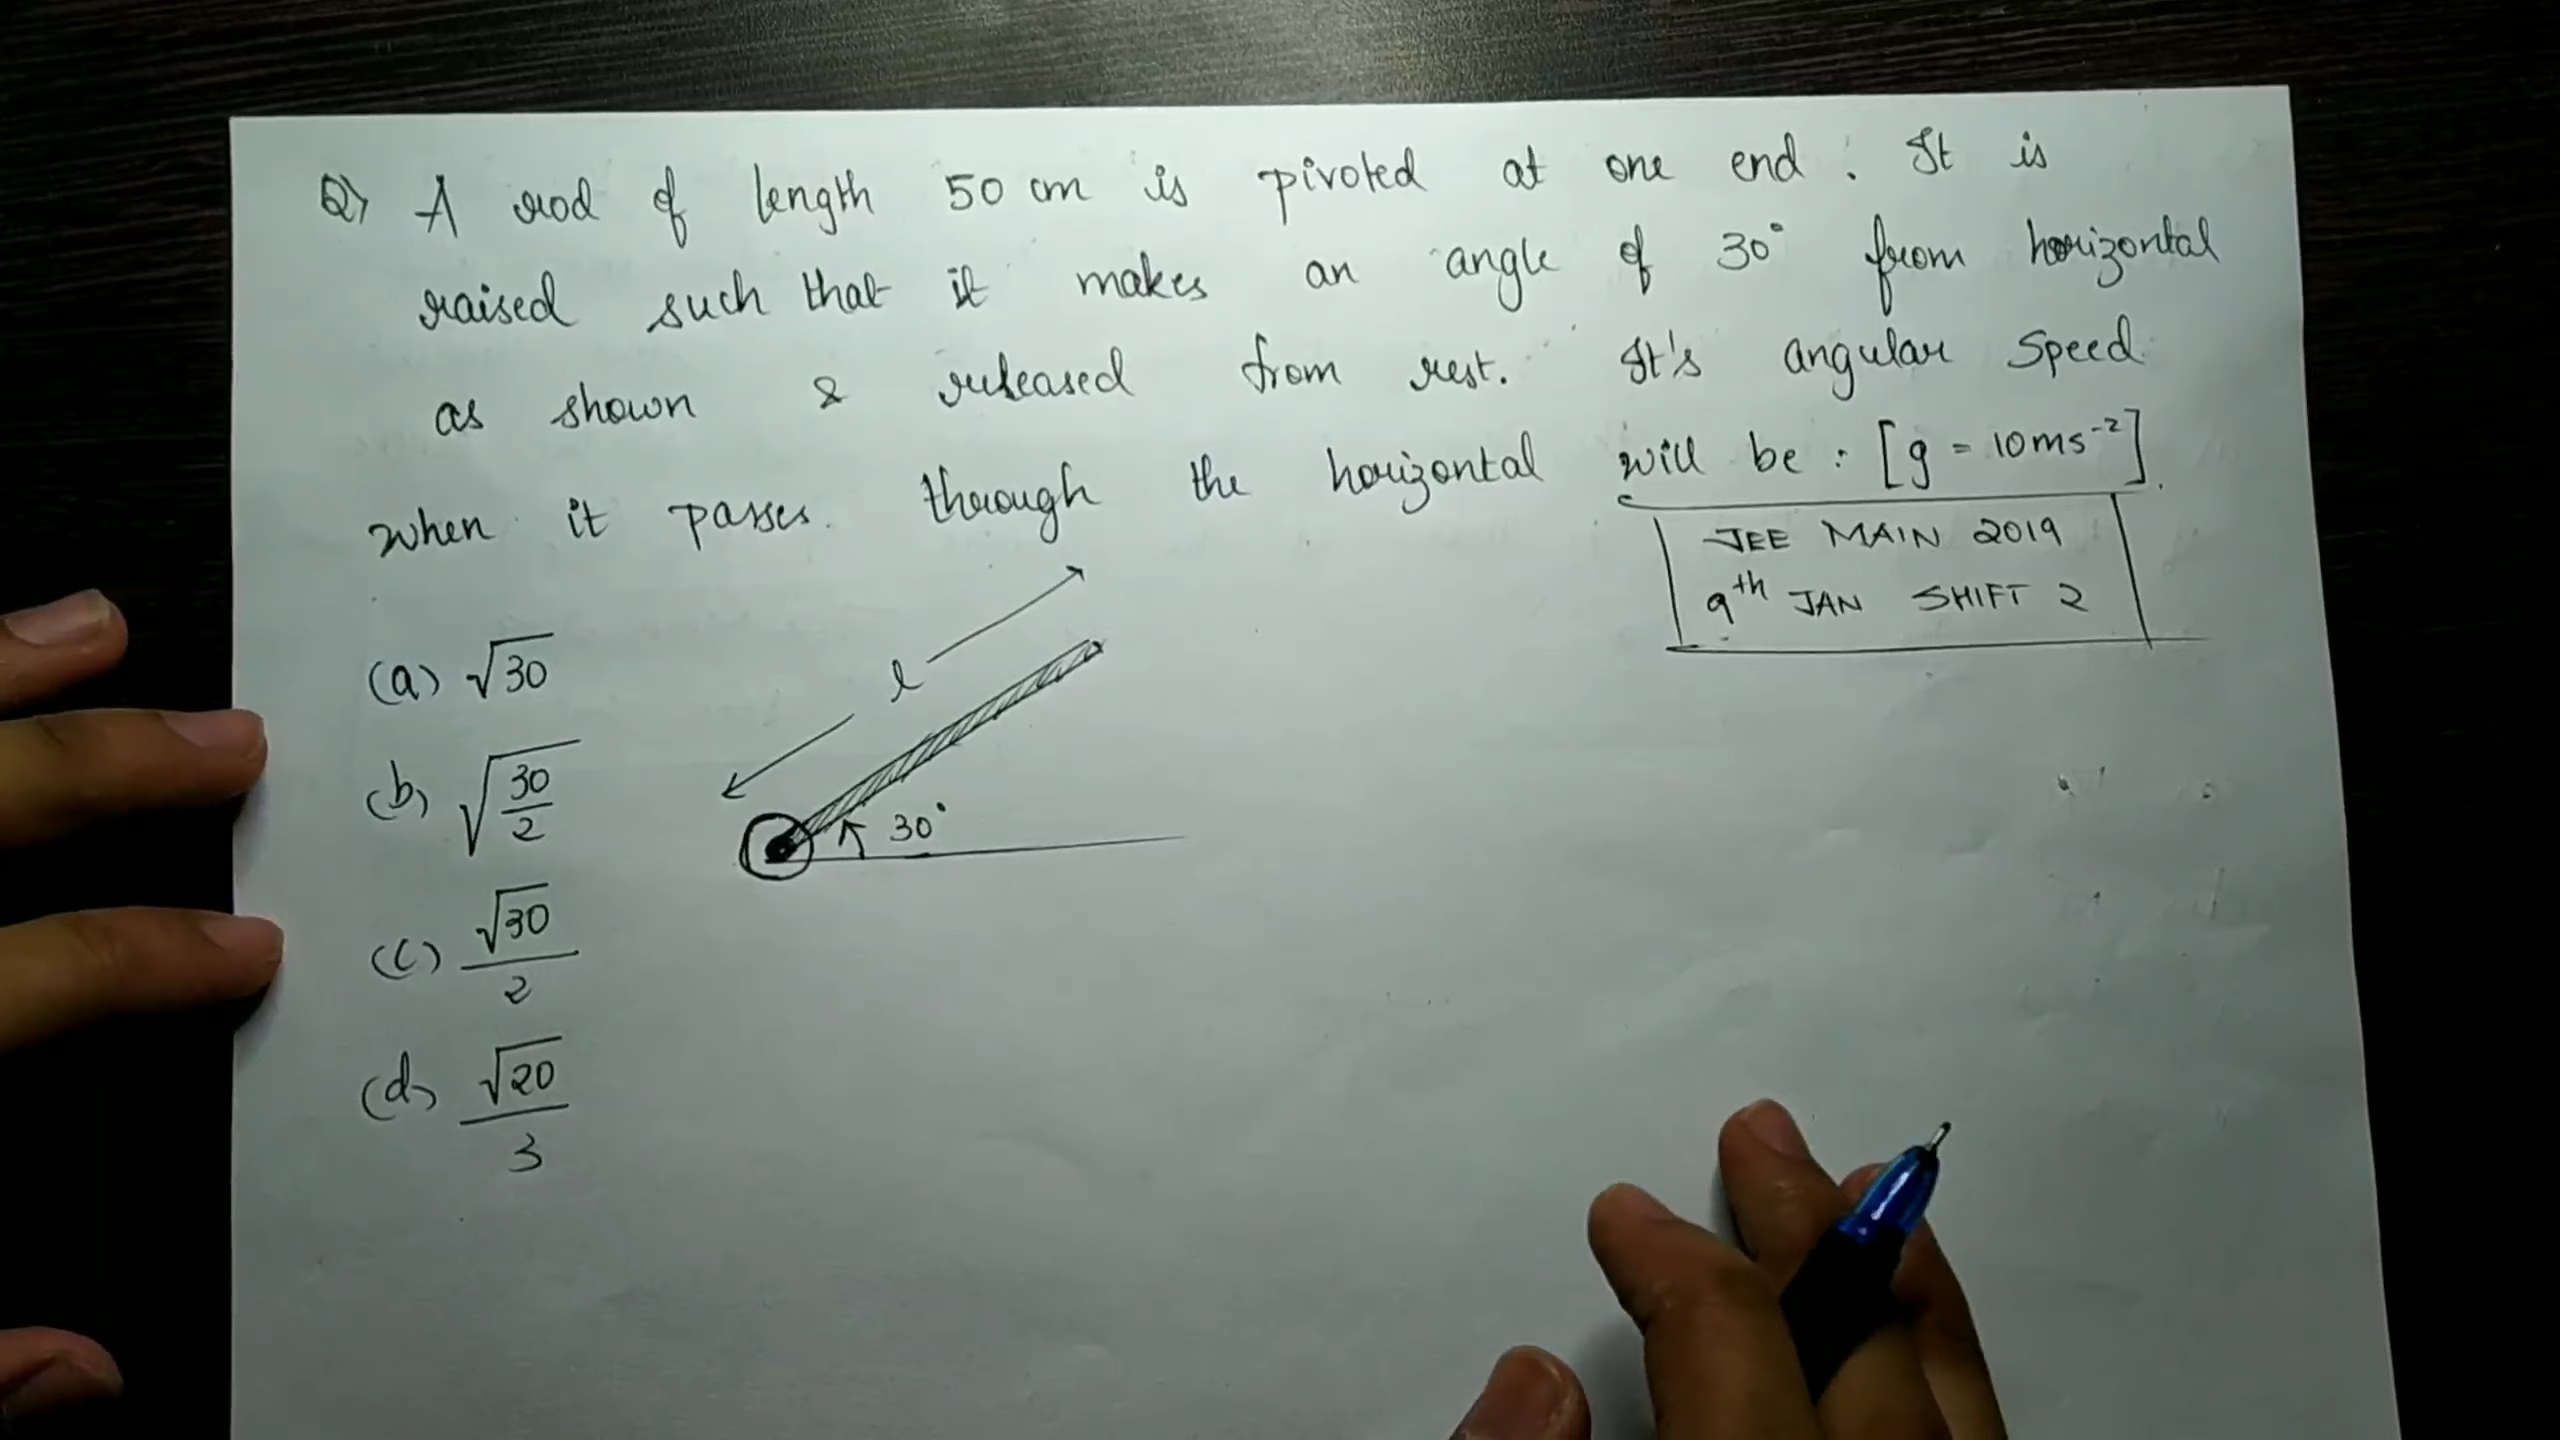 Q) A rod of length 50 cm is pivoted at one end. It is
raised such that it makes an angle of 30° from horizontal
as shown & released from rest. It's angular speed
when it passes through the horizontal will be : [g = 10ms⁻²].
JEE MAIN 2019
9th JAN SHIFT 2
(a) √30
(b) √(30/2)
(c) √30/2
(d) √20/3
l
30°